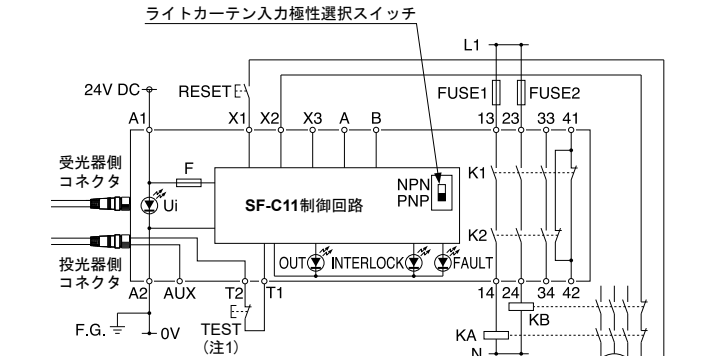 ライトカーテン入力極性選択スイッチ
L1
24V DC
RESET
FUSE1
FUSE2
A1
X1
X2
X3
A
B
13
23
33
41
受光器側
コネクタ
F
Ui
NPN
PNP
SF-C11制御回路
K1
K2
投光器側
コネクタ
OUT
INTERLOCK
FAULT
A2
AUX
T2
T1
14
24
34
42
KB
F.G.
0V
TEST
(注1)
KA
N